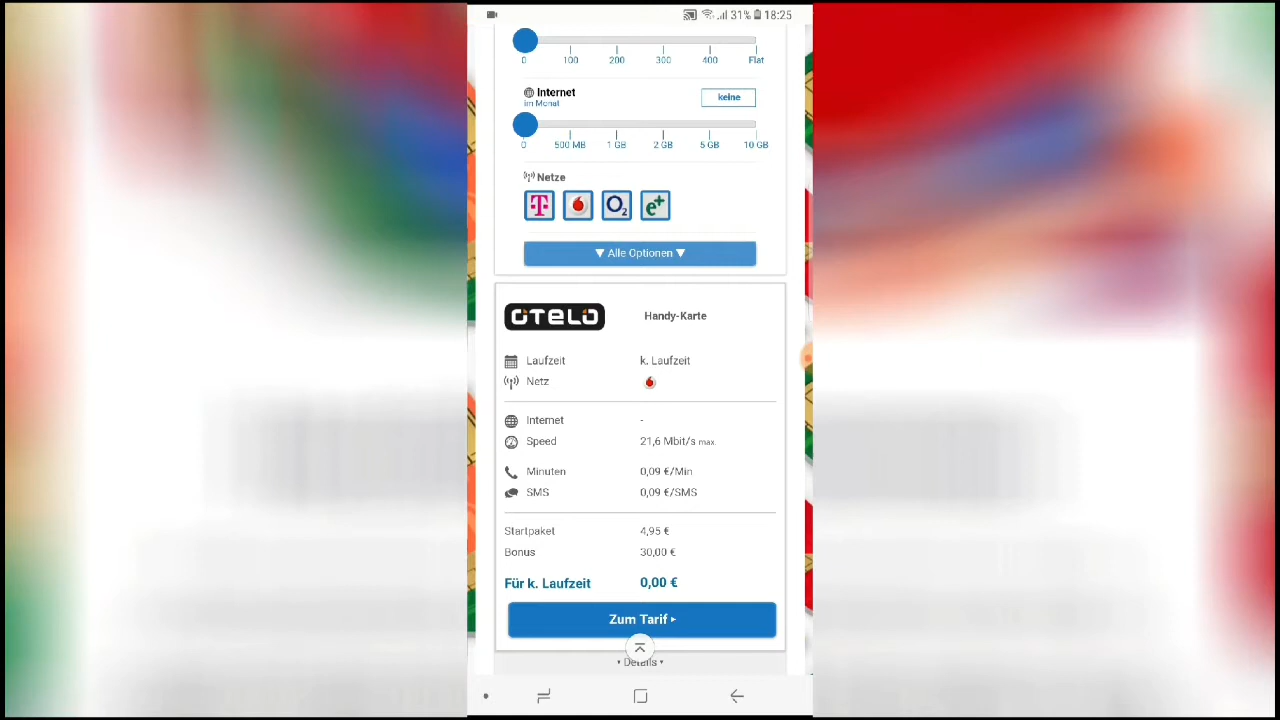 31% 18:25
0 100 200 300 400 Flat
Internet keine
im Monat
0 500 MB 1 GB 2 GB 5 GB 10 GB
Netze
T O2 e+
▼ Alle Optionen ▼
OTELO Handy-Karte
Laufzeit k. Laufzeit
Netz
Internet -
Speed 21,6 Mbit/s max.
Minuten 0,09 €/Min
SMS 0,09 €/SMS
Startpaket 4,95 €
Bonus 30,00 €
Für k. Laufzeit 0,00 €
Zum Tarif ▸
• Details •